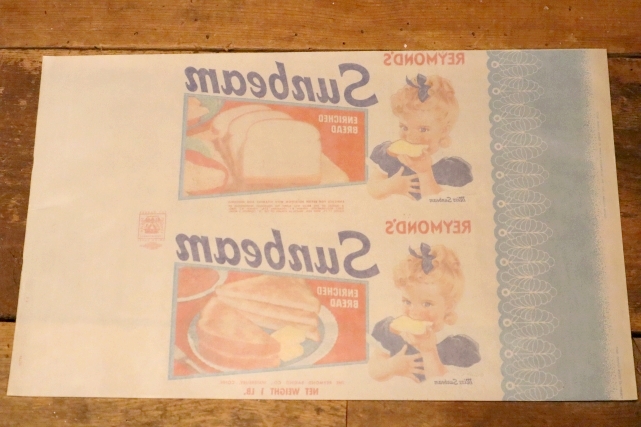 REYMOND'S
Sunbeam
ENRICHED
BREAD
Miss Sunbeam
REYMOND'S
Sunbeam
ENRICHED
BREAD
Miss Sunbeam
NET WEIGHT 1 LB.